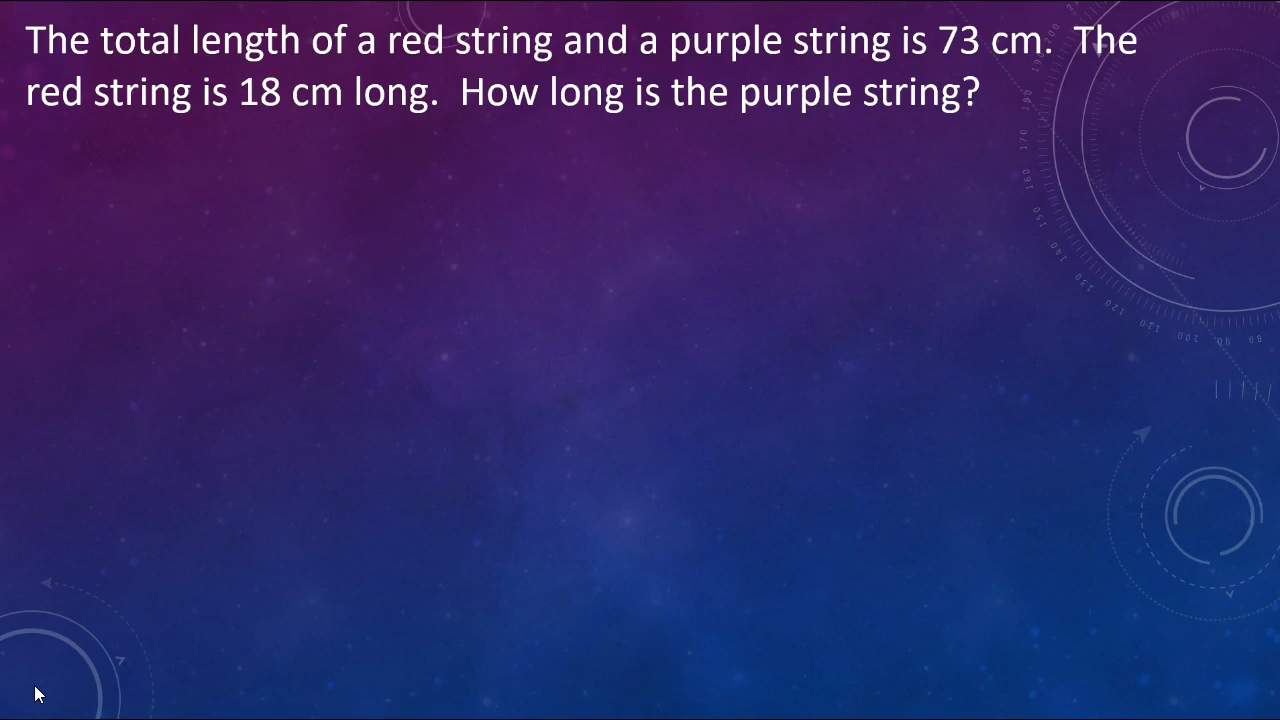 The total length of a red string and a purple string is 73 cm.  The
red string is 18 cm long.  How long is the purple string?